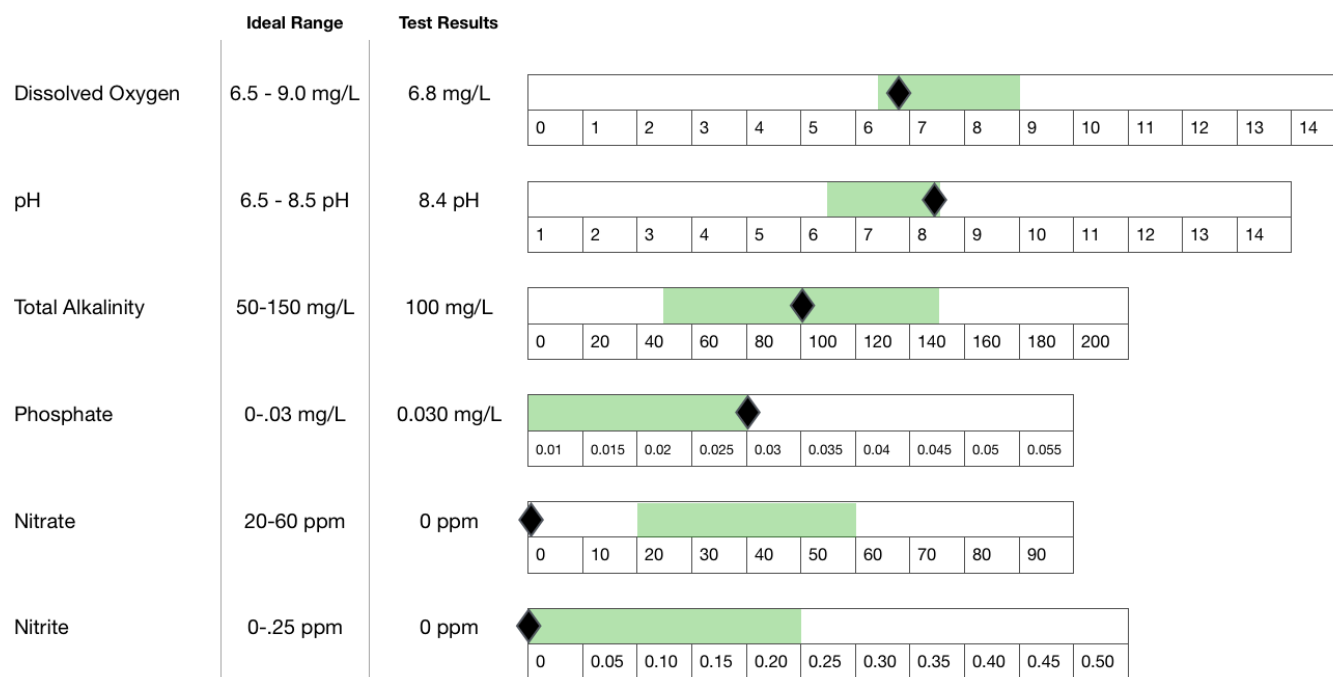 Ideal Range Test Results
Dissolved Oxygen 6.5 - 9.0 mg/L 6.8 mg/L
0 1 2 3 4 5 6 7 8 9 10 11 12 13 14
pH 6.5 - 8.5 pH 8.4 pH
1 2 3 4 5 6 7 8 9 10 11 12 13 14
Total Alkalinity 50-150 mg/L 100 mg/L
0 20 40 60 80 100 120 140 160 180 200
Phosphate 0-.03 mg/L 0.030 mg/L
0.01 0.015 0.02 0.025 0.03 0.035 0.04 0.045 0.05 0.055
Nitrate 20-60 ppm 0 ppm
0 10 20 30 40 50 60 70 80 90
Nitrite 0-.25 ppm 0 ppm
0 0.05 0.10 0.15 0.20 0.25 0.30 0.35 0.40 0.45 0.50